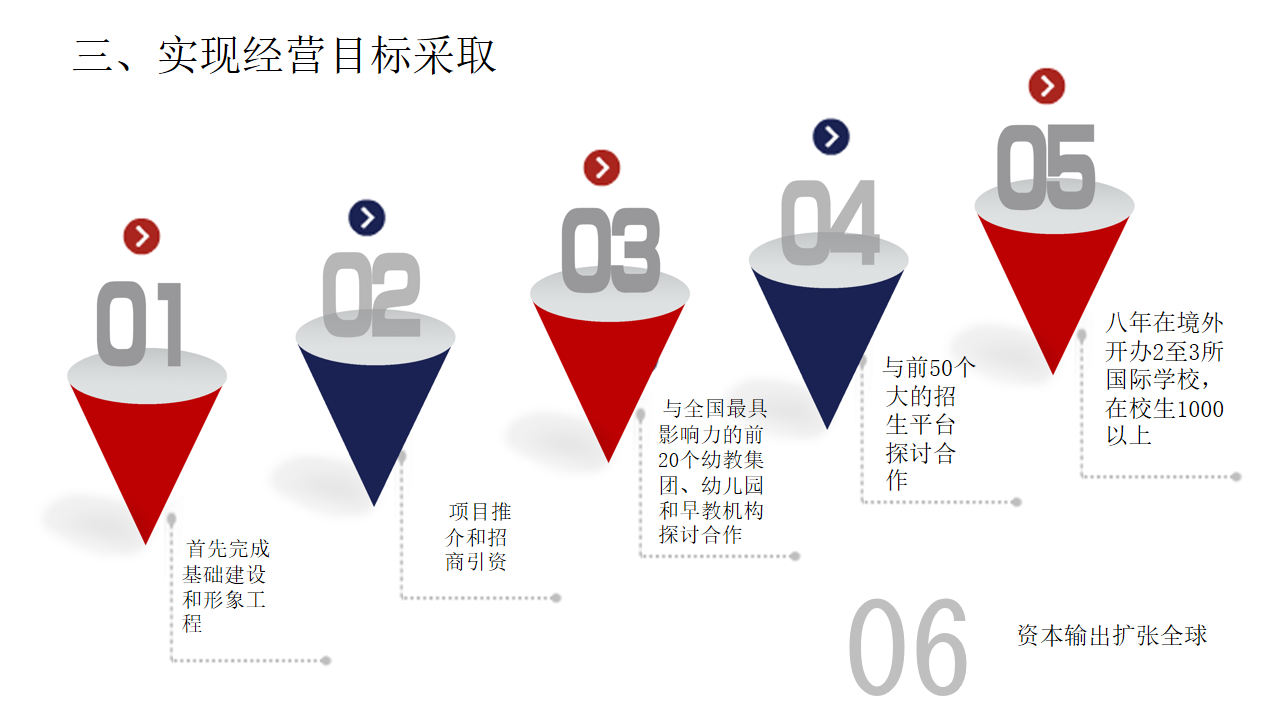 三、实现经营目标采取
01
首先完成
基础建设
和形象工
程
02
项目推
介和招
商引资
03
与全国最具
影响力的前
20个幼教集
团、幼儿园
和早教机构
探讨合作
04
与前50个
大的招
生平台
探讨合
作
05
八年在境外
开办2至3所
国际学校，
在校生1000
以上
06
资本输出扩张全球